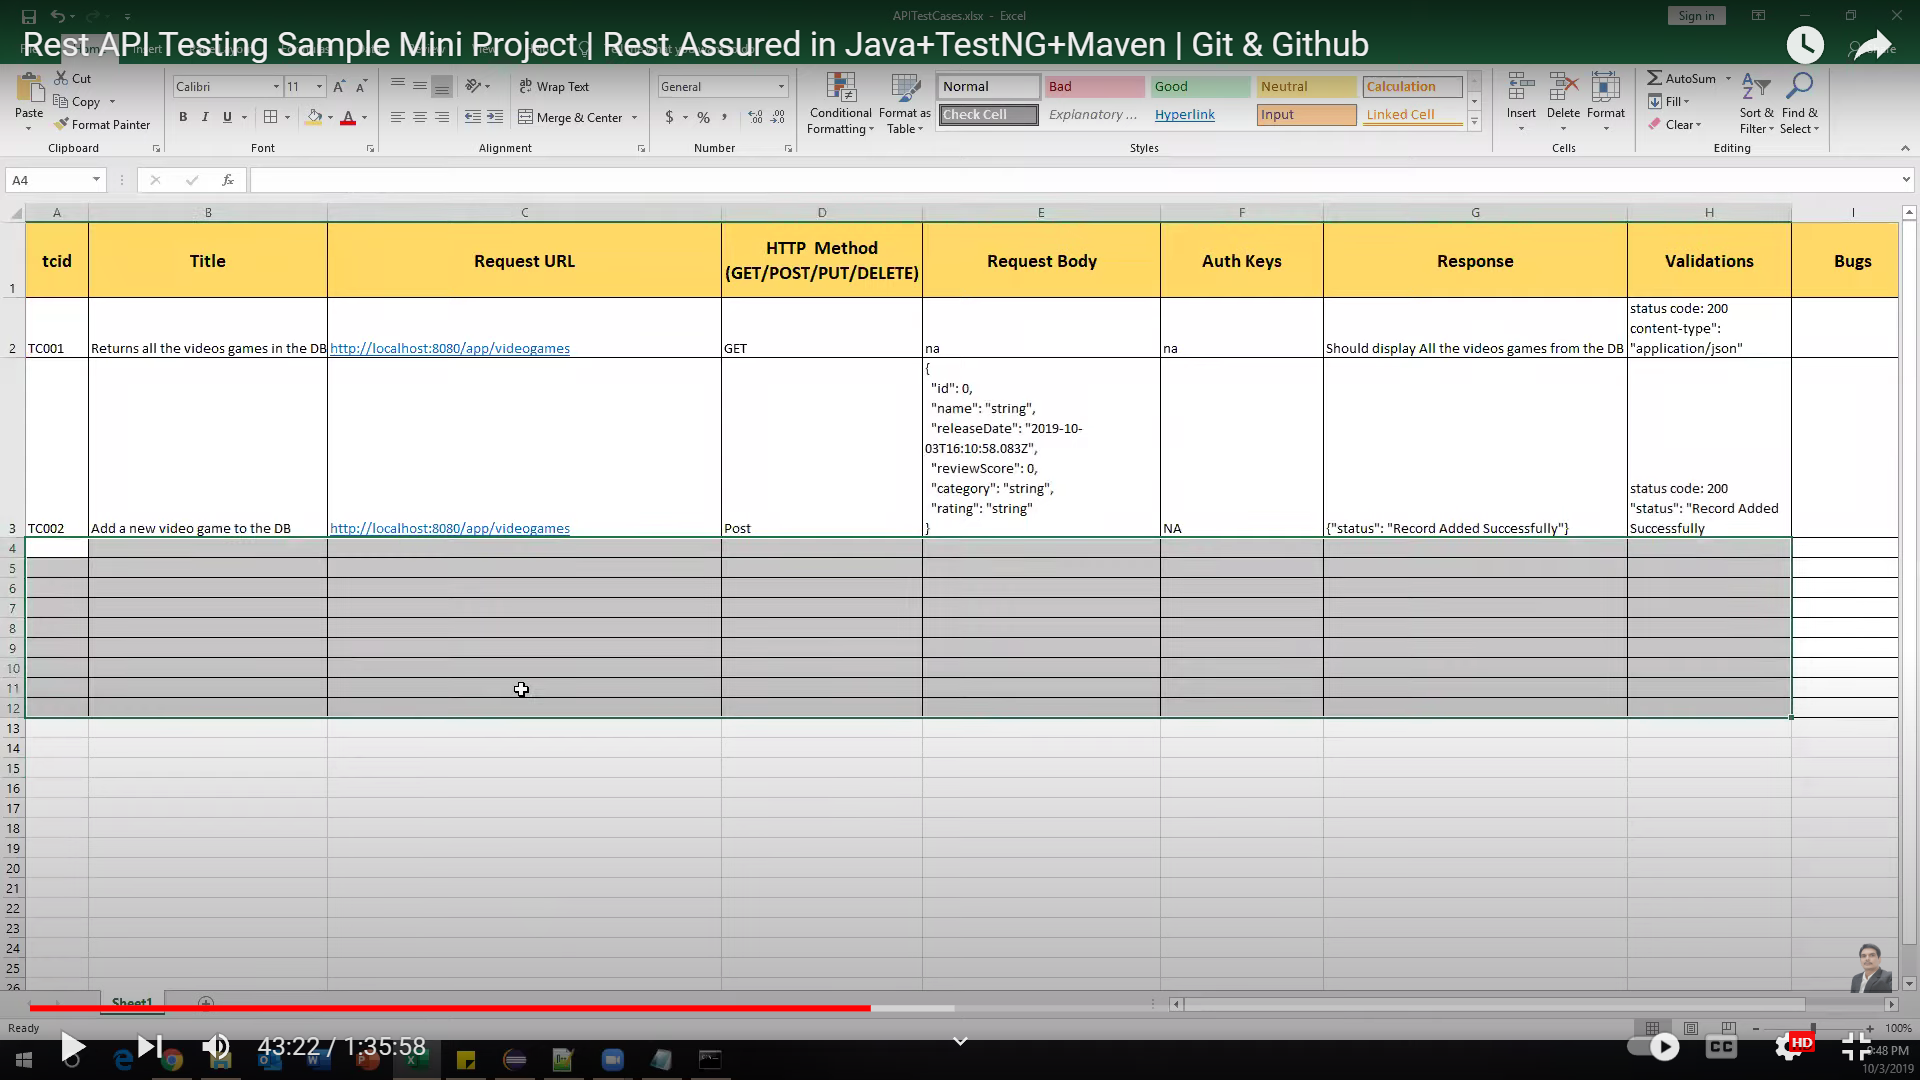 APITestCases.xlsx - Excel
Sign in
Rest API Testing Sample Mini Project | Rest Assured in Java+TestNG+Maven | Git & Github
Paste
Cut
Copy
Format Painter
Clipboard
Calibri
11
B I U
Font
Wrap Text
Merge & Center
Alignment
General
$ % ,
Number
Conditional Formatting
Format as Table
Normal
Bad
Good
Neutral
Calculation
Check Cell
Explanatory ...
Hyperlink
Input
Linked Cell
Styles
Insert
Delete
Format
Cells
AutoSum
Fill
Clear
Sort & Filter
Find & Select
Editing
A4
fx
A B C D E F G H I
1
tcid
Title
Request URL
HTTP Method
(GET/POST/PUT/DELETE)
Request Body
Auth Keys
Response
Validations
Bugs
2
TC001
Returns all the videos games in the DB
http://localhost:8080/app/videogames
GET
na
na
Should display All the videos games from the DB
status code: 200
content-type":
"application/json"
3
TC002
Add a new video game to the DB
http://localhost:8080/app/videogames
Post
{
"id": 0,
"name": "string",
"releaseDate": "2019-10-
03T16:10:58.083Z",
"reviewScore": 0,
"category": "string",
"rating": "string"
}
NA
{"status": "Record Added Successfully"}
status code: 200
"status": "Record Added
Successfully
4
5
6
7
8
9
10
11
12
13
14
15
16
17
18
19
20
21
22
23
24
25
26
Sheet1
Ready
100%
43:22 / 1:35:58
CC
HD
:48 PM
10/3/2019